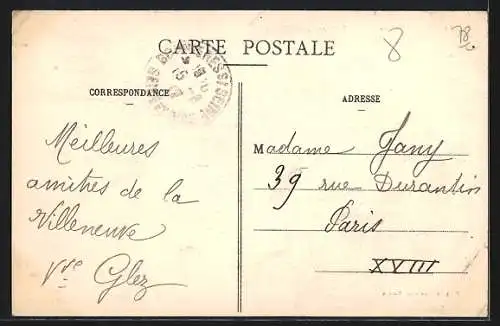 CARTE POSTALE
8
78
CORRESPONDANCE
ADRESSE
Meilleures
amitiés de la
Villeneuve
Vve Glez
Madame Jany
39 rue Durantin
Paris
XVIII